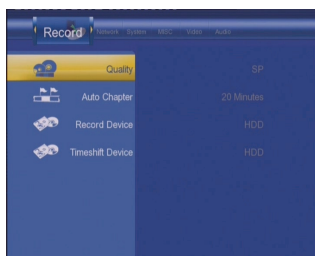 Record Network System MISC Video Audio
Quality SP
Auto Chapter 20 Minutes
Record Device HDD
Timeshift Device HDD